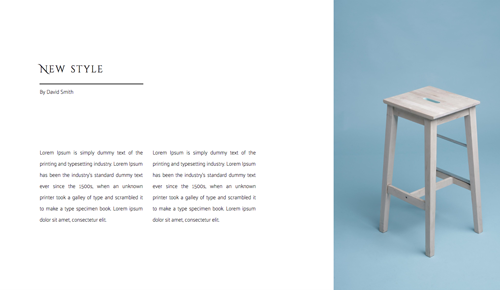 New style
By David Smith
Lorem Ipsum is simply dummy text of the
printing and typesetting industry. Lorem Ipsum
has been the industry's standard dummy text
ever since the 1500s, when an unknown
printer took a galley of type and scrambled it
to make a type specimen book. Lorem ipsum
dolor sit amet, consectetur elit.
Lorem Ipsum is simply dummy text of the
printing and typesetting industry. Lorem Ipsum
has been the industry's standard dummy text
ever since the 1500s, when an unknown
printer took a galley of type and scrambled it
to make a type specimen book. Lorem ipsum
dolor sit amet, consectetur elit.